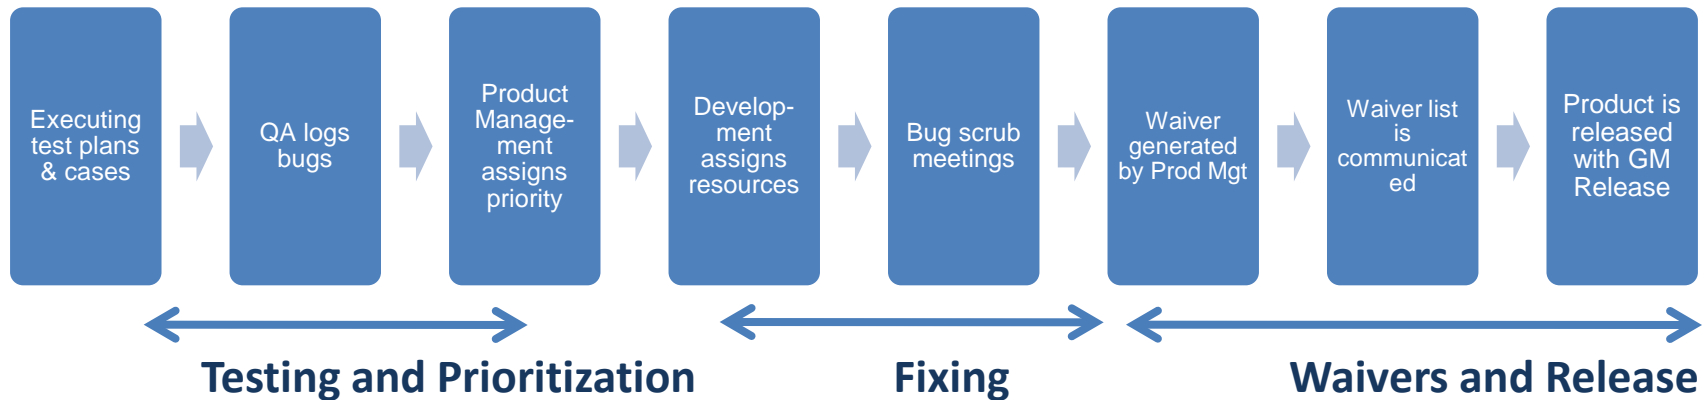 Executing
test plans
& cases
QA logs
bugs
Product
Manage-
ment
assigns
priority
Develop-
ment
assigns
resources
Bug scrub
meetings
Waiver
generated
by Prod Mgt
Waiver list
is
communicat
ed
Product is
released
with GM
Release
Testing and Prioritization
Fixing
Waivers and Release